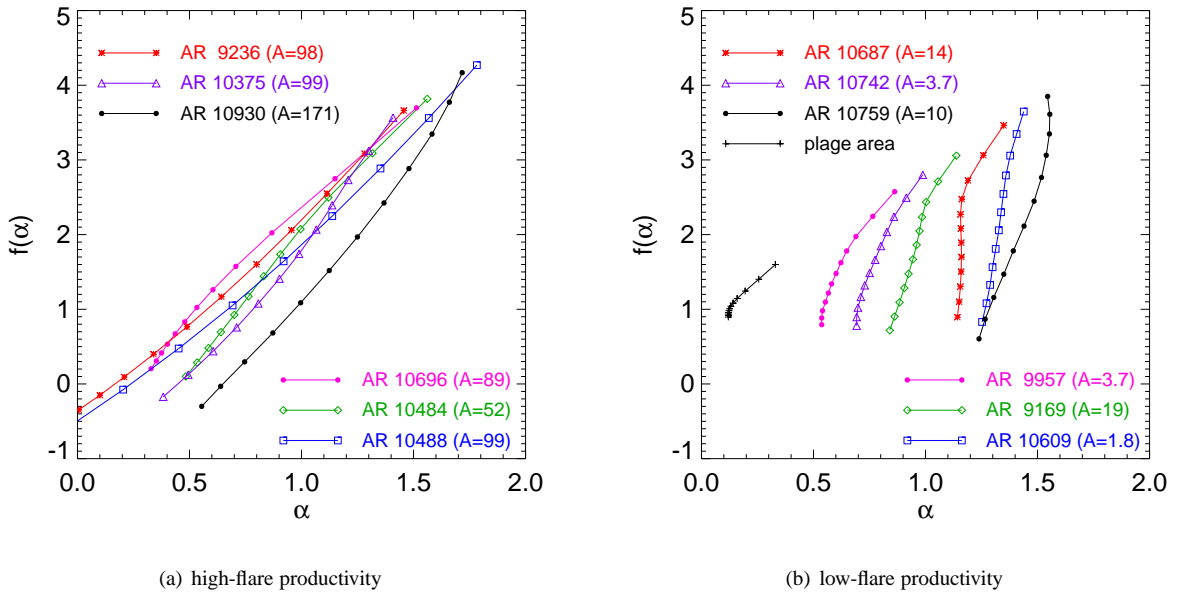 5
4
3
2
1
0
-1
f(α)
AR 9236 (A=98)
AR 10375 (A=99)
AR 10930 (A=171)
AR 10696 (A=89)
AR 10484 (A=52)
AR 10488 (A=99)
0.0 0.5 1.0 1.5 2.0
α
(a) high-flare productivity
5
4
3
2
1
0
-1
f(α)
AR 10687 (A=14)
AR 10742 (A=3.7)
AR 10759 (A=10)
plage area
AR 9957 (A=3.7)
AR 9169 (A=19)
AR 10609 (A=1.8)
0.0 0.5 1.0 1.5 2.0
α
(b) low-flare productivity